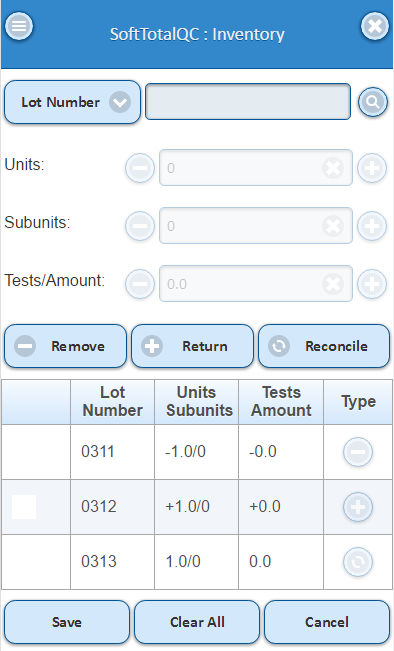 SoftTotalQC : Inventory
Lot Number
Units: 0
Subunits: 0
Tests/Amount: 0.0
Remove Return Reconcile
Lot Number Units Subunits Tests Amount Type
0311 -1.0/0 -0.0
0312 +1.0/0 +0.0
0313 1.0/0 0.0
Save Clear All Cancel